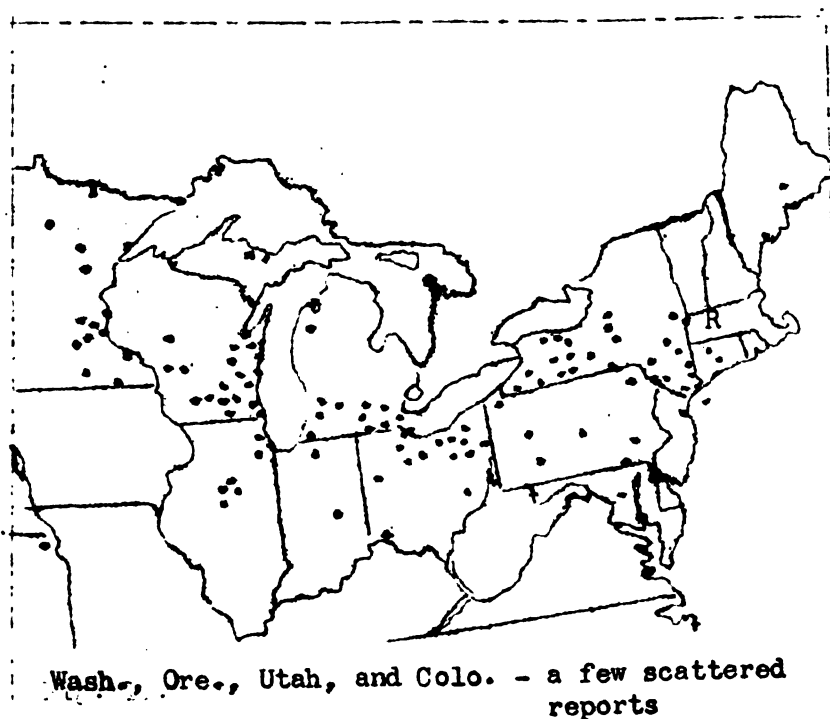 R
Wash., Ore., Utah, and Colo. - a few scattered
reports